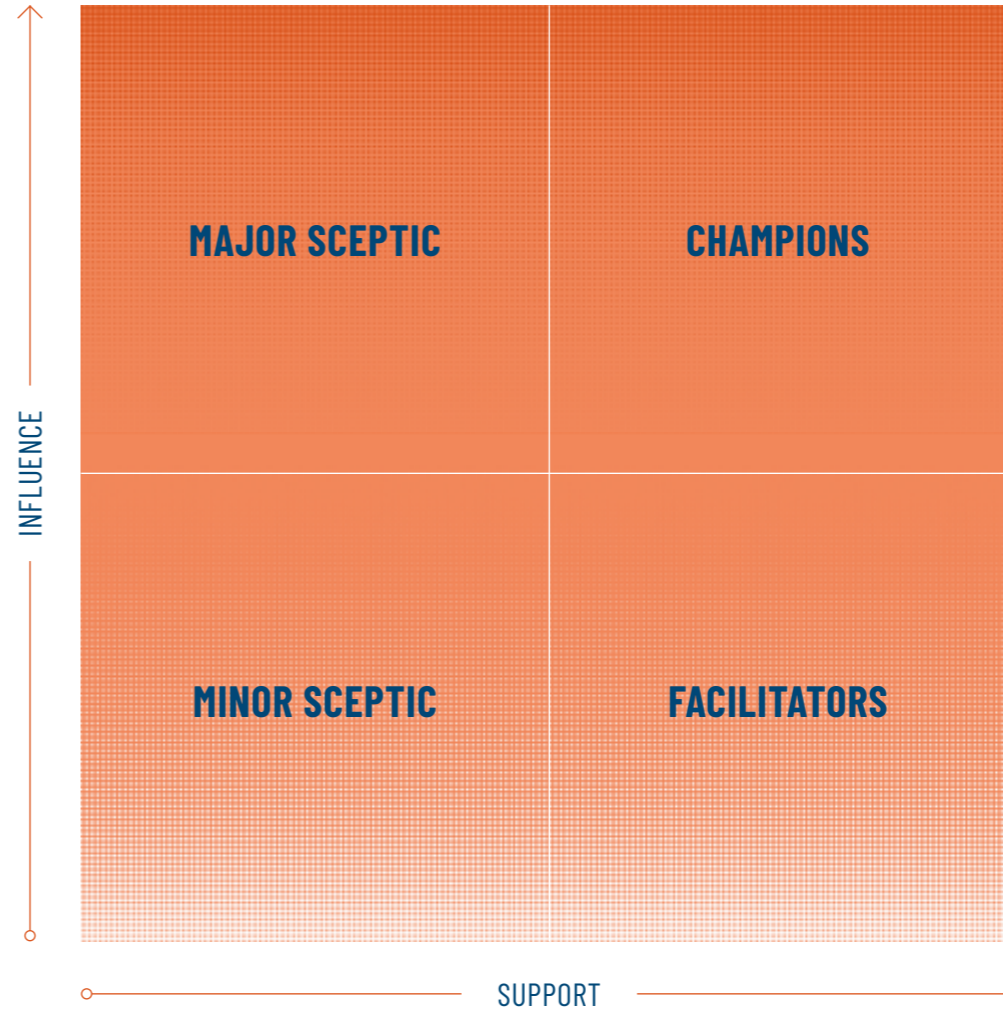 MAJOR SCEPTIC
CHAMPIONS
INFLUENCE
MINOR SCEPTIC
FACILITATORS
SUPPORT